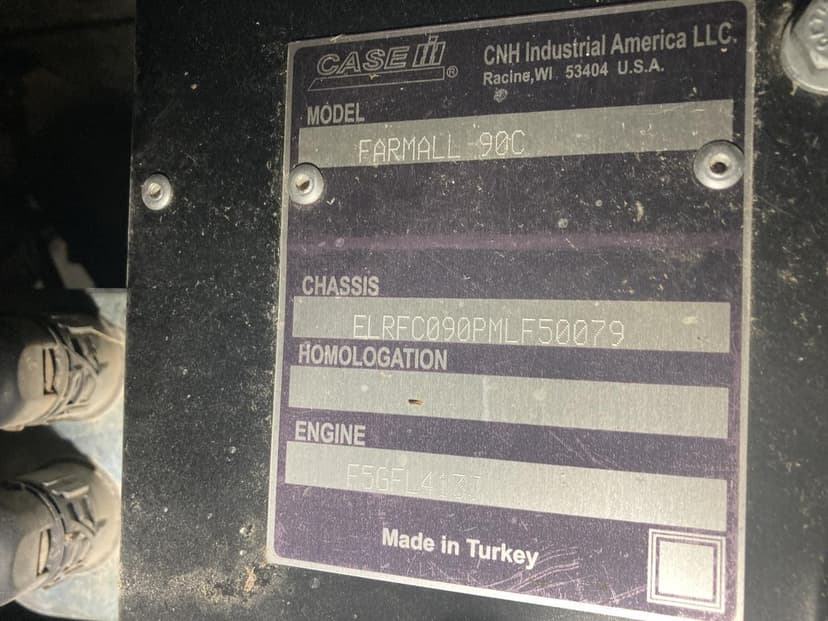 CASE IH ®
CNH Industrial America LLC.
Racine, WI 53404 U.S.A.
MODEL
FARMALL 90C
CHASSIS
ELRFC090PMLF50079
HOMOLOGATION
ENGINE
Made in Turkey